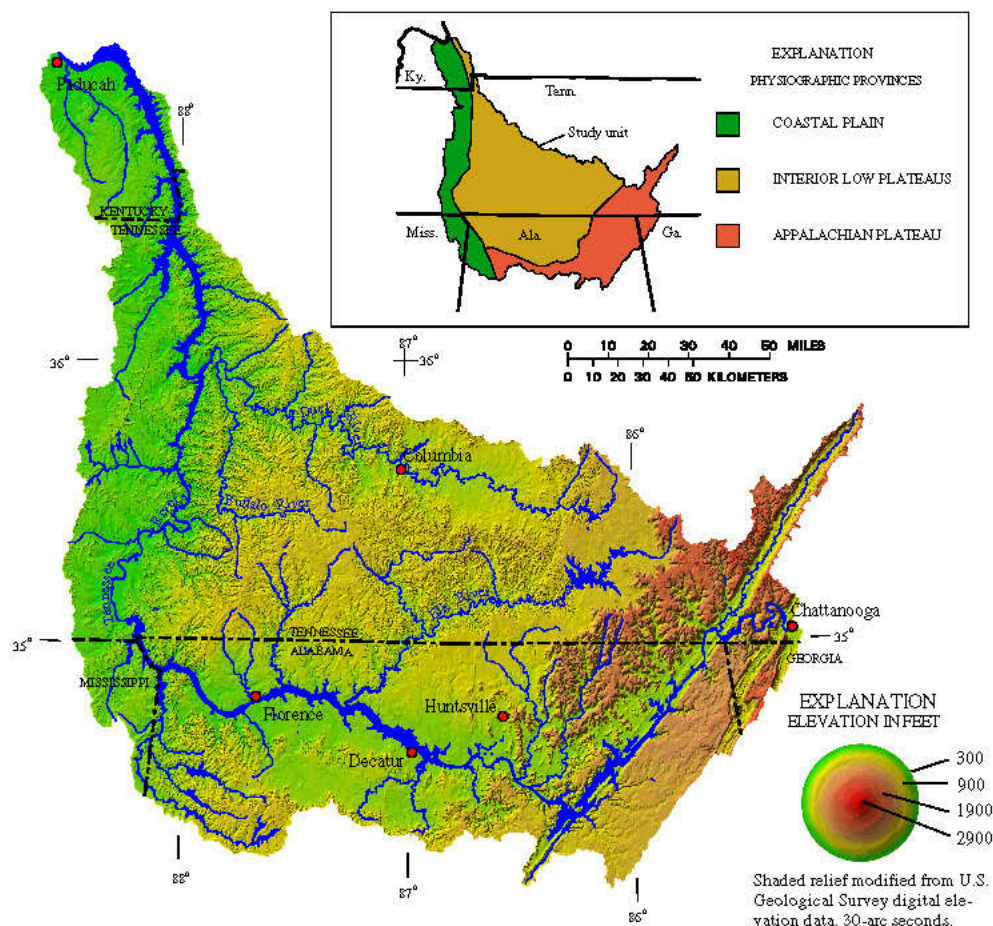 Paducah
88
KENTUCKY
TENNESSEE
EXPLANATION
PHYSIOGRAPHIC PROVINCES
COASTAL PLAIN
INTERIOR LOW PLATEAUS
APPALACHIAN PLATEAU
Ky.
Tenn.
Study unit
Miss.
Ala.
Ga.
36°
87°
36°
0 10 20 30 40 50 MILES
0 10 20 30 40 50 KILOMETERS
86°
Duck River
Columbia
Buffalo River
Tennessee River
Elk River
Chattanooga
35°
TENNESSEE
ALABAMA
35°
GEORGIA
MISSISSIPPI
Florence
Huntsville
Decatur
EXPLANATION
ELEVATION IN FEET
300
900
1900
2900
88
87
86
Shaded relief modified from U.S.
Geological Survey digital ele-
vation data, 30-arc seconds.